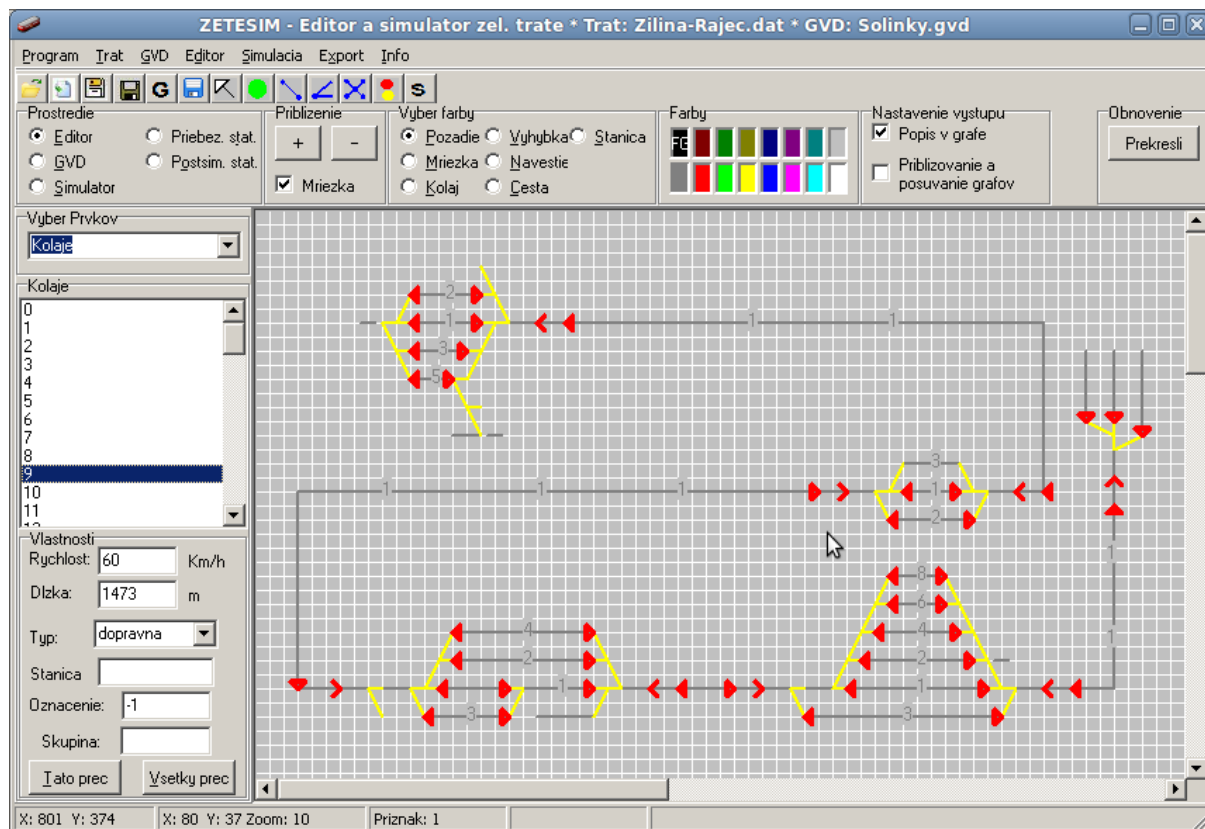 ZETESIM - Editor a simulator zel. trate * Trat: Zilina-Rajec.dat * GVD: Solinky.gvd
Program Trat GVD Editor Simulacia Export Info
G S
Prostredie
Editor Priebez. stat.
GVD Postsim. stat.
Simulator
Priblizenie
+ -
Mriezka
Vyber farby
Pozadie Vyhybka Stanica
Mriezka Navestie
Kolaj Cesta
Farby
FG
Nastavenie vystupu
Popis v grafe
Priblizovanie a
posuvanie grafov
Obnovenie
Prekresli
Vyber Prvkov
Kolaje
Kolaje
0
1
2
3
4
5
6
7
8
9
10
11
Vlastnosti
Rychlost: 60 Km/h
Dlzka: 1473 m
Typ: dopravna
Stanica
Oznacenie: -1
Skupina:
Tato prec Vsetky prec
2
1 1 1
3
5
3
1 1 1 1
2
1
8
6
4 4 1
2 2
1 1
3 3
X: 801 Y: 374 X: 80 Y: 37 Zoom: 10 Priznak: 1